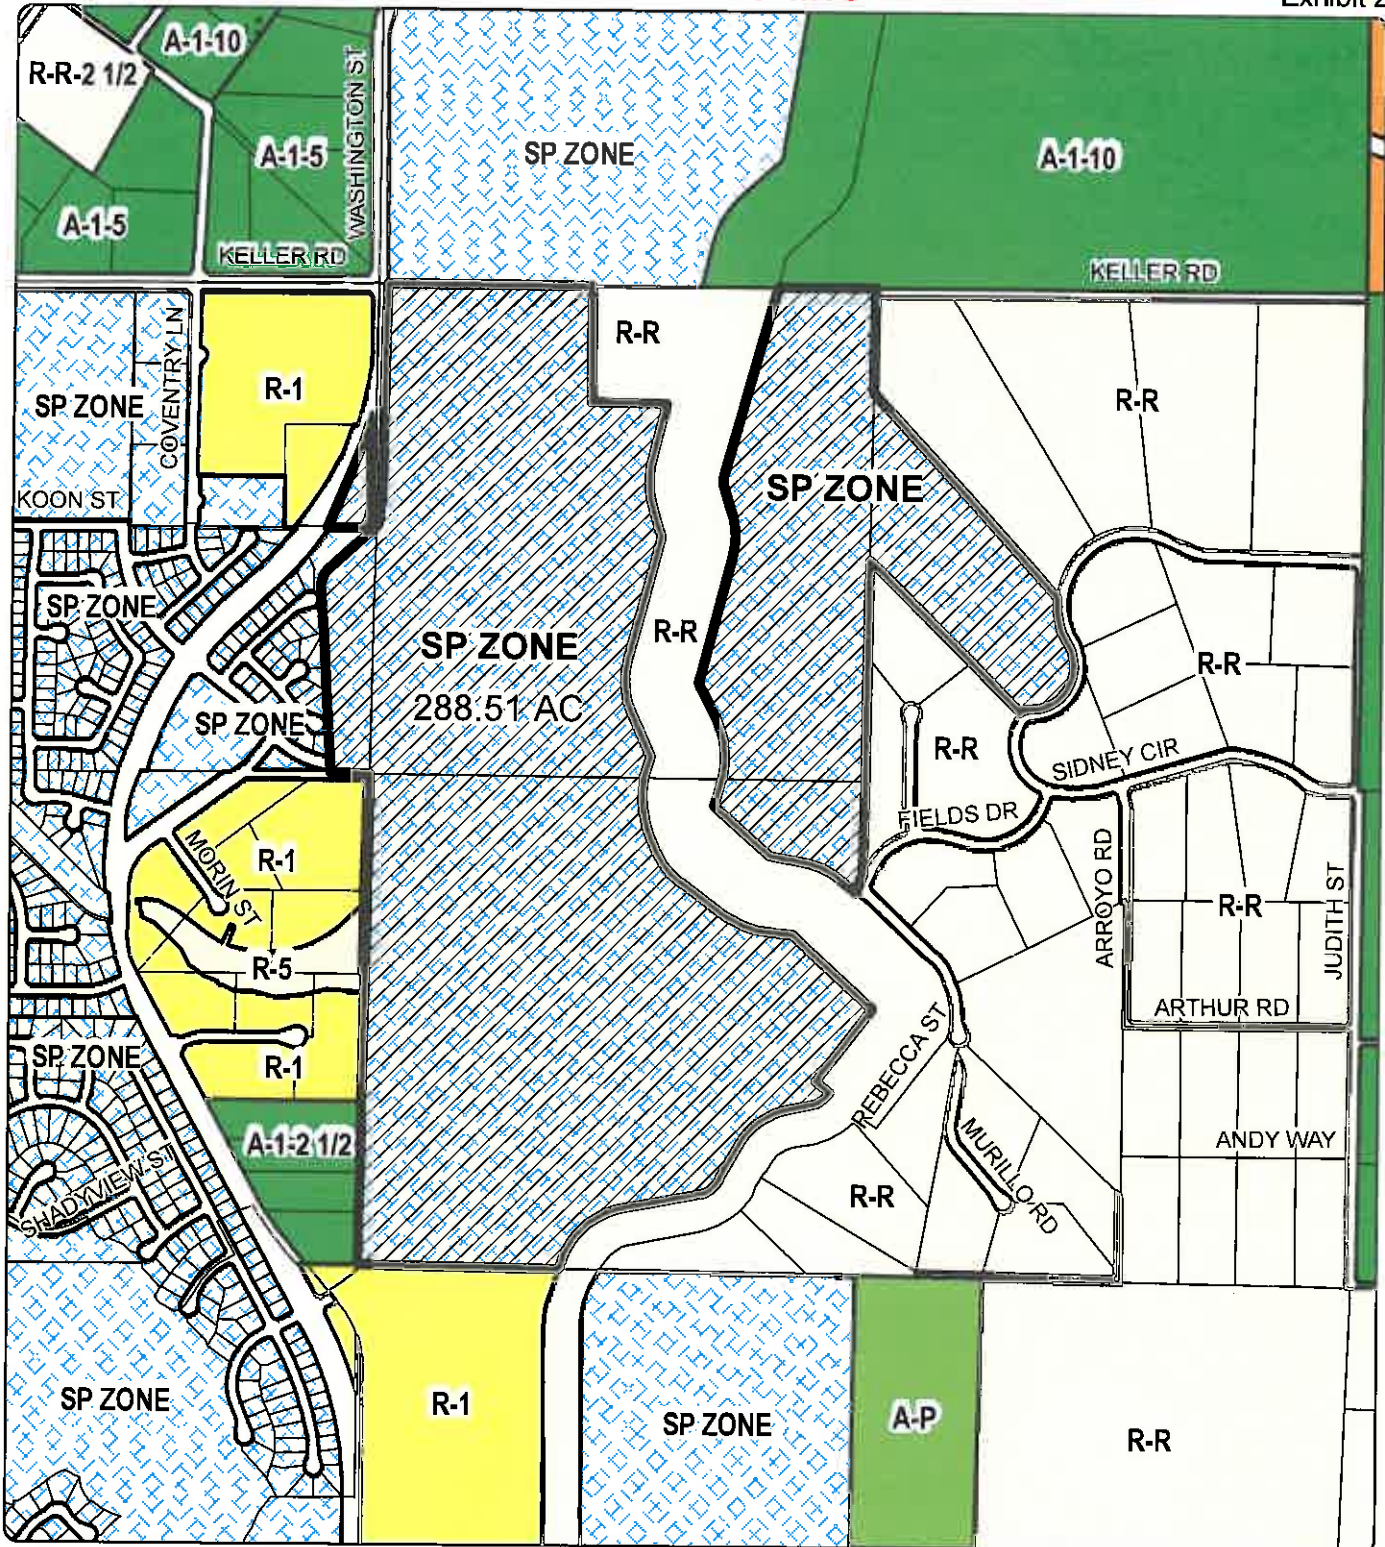 Exhibit 2
A-1-10
R-R-2 1/2
WASHINGTON ST
SP ZONE
A-1-10
A-1-5
A-1-5
KELLER RD
KELLER RD
R-R
COVENTRY LN
R-1
SP ZONE
R-R
SP ZONE
KOON ST
SP ZONE
R-R
SP ZONE
288.51 AC
R-R
SP ZONE
R-R
SIDNEY CIR
FIELDS DR
MORIN ST
R-1
ARROYO RD
R-R
JUDITH ST
R-5
ARTHUR RD
SP ZONE
R-1
REBECCA ST
A-1-2 1/2
MURILLO RD
ANDY WAY
SHADYVIEW ST
R-R
SP ZONE
R-1
SP ZONE
A-P
R-R